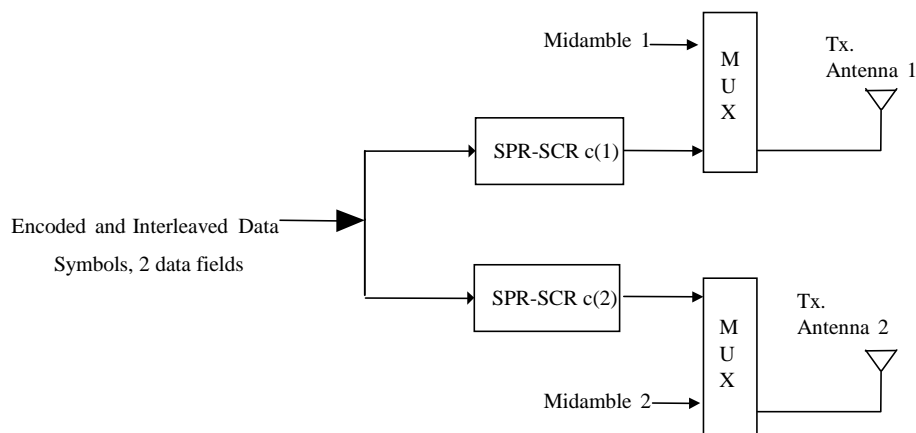 Midamble 1
M
U
X
Tx.
Antenna 1
SPR-SCR c(1)
Encoded and Interleaved Data
Symbols, 2 data fields
SPR-SCR c(2)
Tx.
Antenna 2
M
U
X
Midamble 2